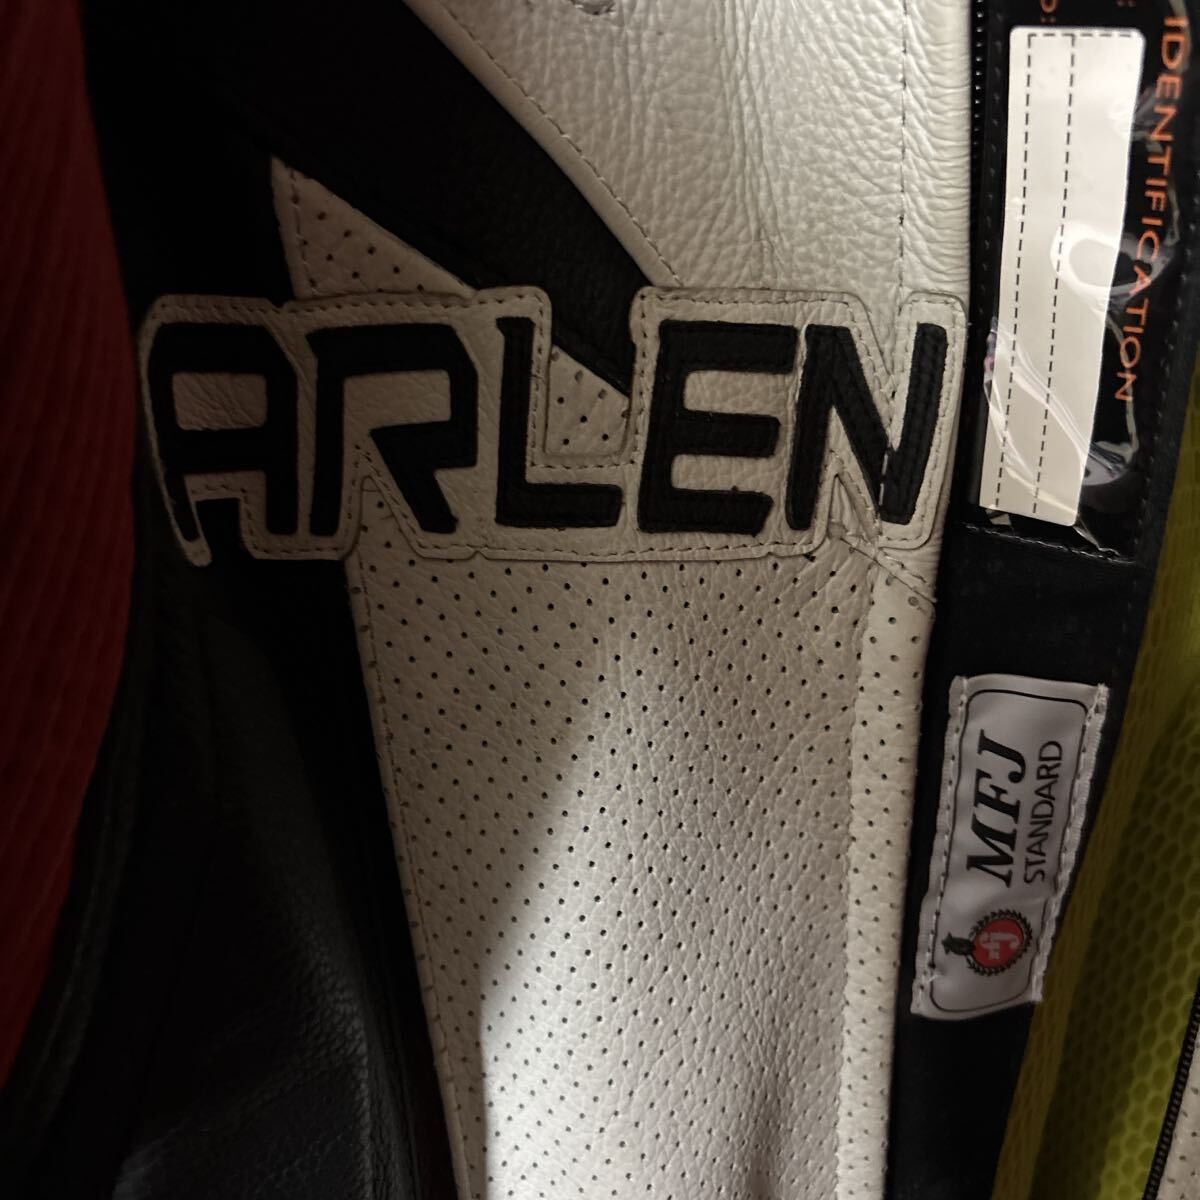 ARLEN
IDENTIFICATION
MFJ
STANDARD